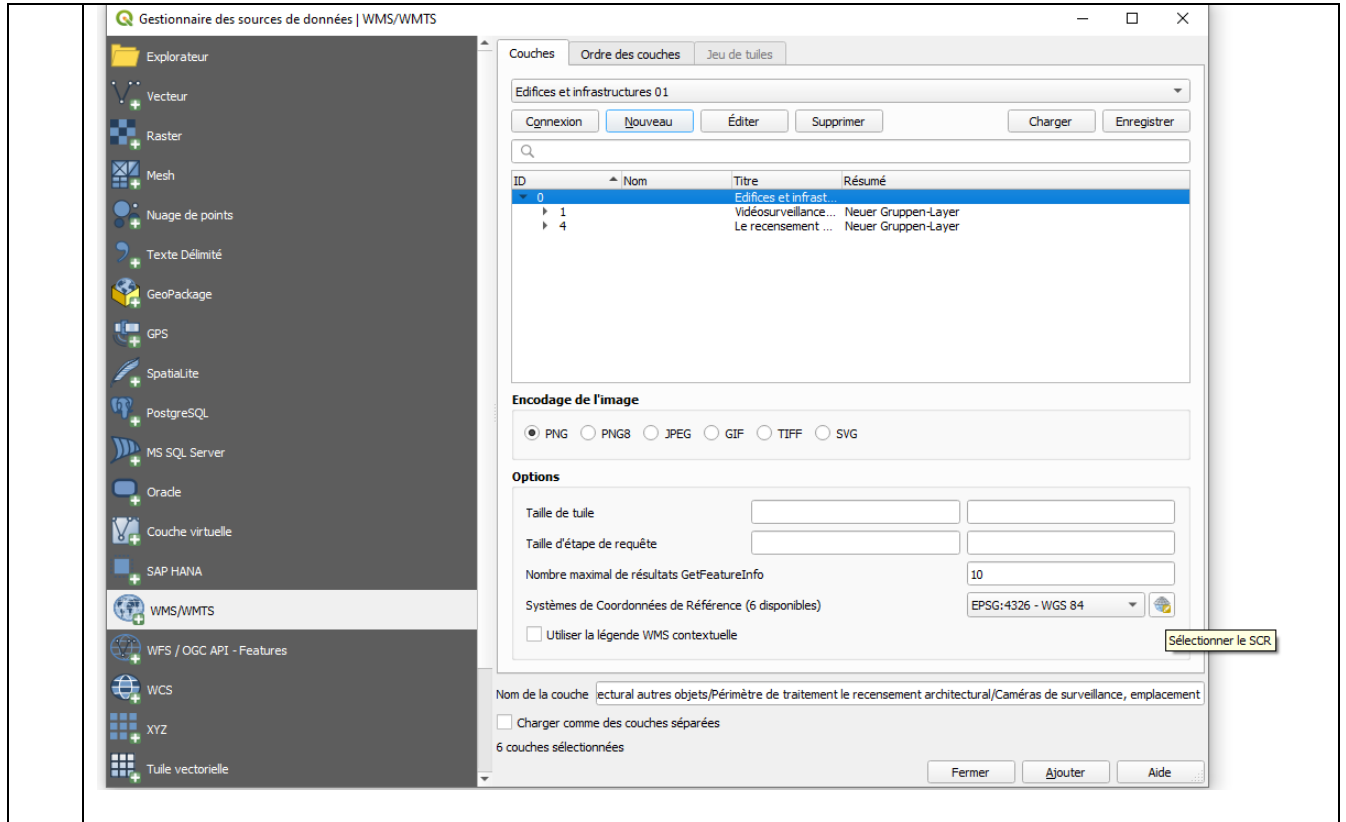 Gestionnaire des sources de données | WMS/WMTS
Explorateur
Vecteur
Raster
Mesh
Nuage de points
Texte Délimité
GeoPackage
GPS
SpatiaLite
PostgreSQL
MS SQL Server
Oracle
Couche virtuelle
SAP HANA
WMS/WMTS
WFS / OGC API - Features
WCS
XYZ
Tuile vectorielle
Couches Ordre des couches Jeu de tuiles
Edifices et infrastructures 01
Connexion Nouveau Éditer Supprimer Charger Enregistrer
ID Nom Titre Résumé
0 Edifices et infrast...
1 Vidéosurveillance... Neuer Gruppen-Layer
4 Le recensement ... Neuer Gruppen-Layer
Encodage de l'image
PNG PNG8 JPEG GIF TIFF SVG
Options
Taille de tuile
Taille d'étape de requête
Nombre maximal de résultats GetFeatureInfo 10
Systèmes de Coordonnées de Référence (6 disponibles) EPSG:4326 - WGS 84
Utiliser la légende WMS contextuelle
Sélectionner le SCR
Nom de la couche ectural autres objets/Périmètre de traitement le recensement architectural/Caméras de surveillance, emplacement
Charger comme des couches séparées
6 couches sélectionnées
Fermer Ajouter Aide